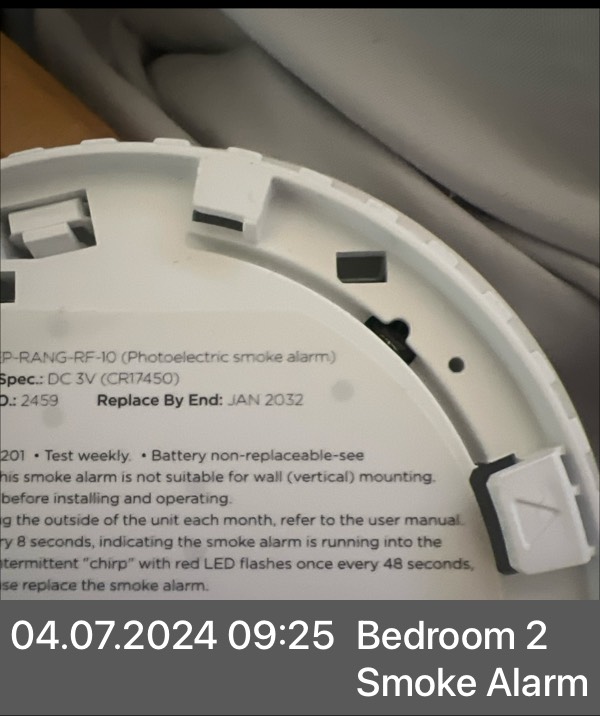 P-RANG-RF-10 (Photoelectric smoke alarm)
Spec.: DC 3V (CR17450)
D.: 2459 Replace By End: JAN 2032
201 • Test weekly. • Battery non-replaceable-see
his smoke alarm is not suitable for wall (vertical) mounting.
before installing and operating.
g the outside of the unit each month, refer to the user manual.
ry 8 seconds, indicating the smoke alarm is running into the
ntermittent "chirp" with red LED flashes once every 48 seconds,
se replace the smoke alarm.
04.07.2024 09:25 Bedroom 2
Smoke Alarm